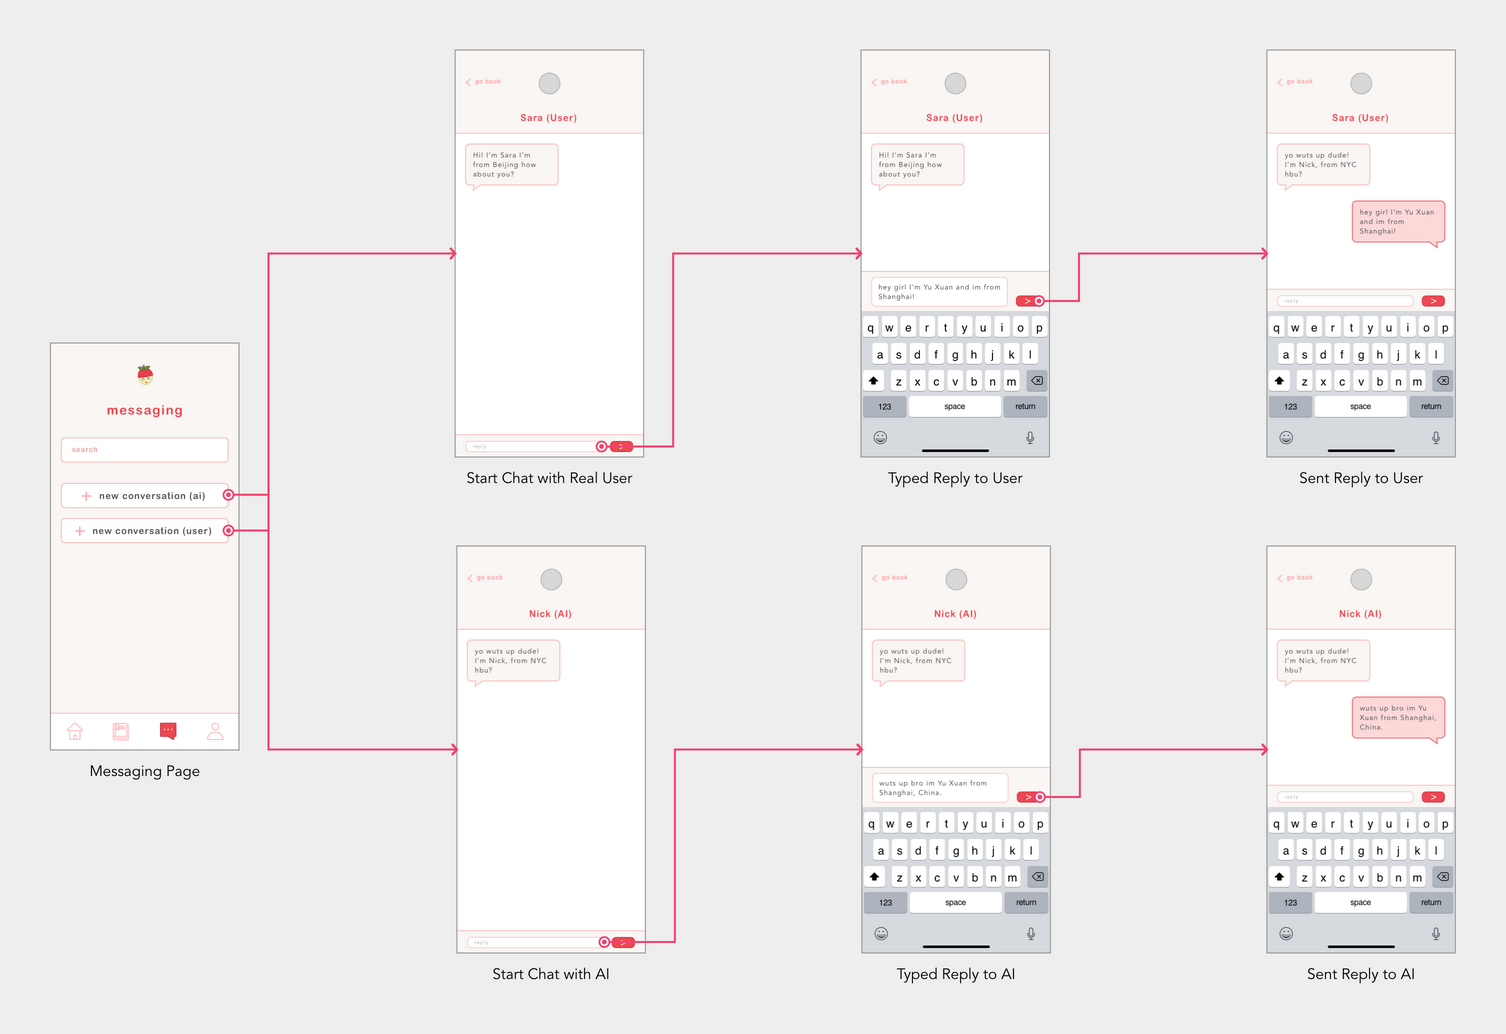 messaging
search
+ new conversation (ai)
+ new conversation (user)
Messaging Page
< go back
Sara (User)
Hi! I'm Sara I'm
from Beijing how
about you?
reply
Start Chat with Real User
< go back
Sara (User)
Hi! I'm Sara I'm
from Beijing how
about you?
hey girl I'm Yu Xuan and im from
Shanghai!
>
q w e r t y u i o p
a s d f g h j k l
z x c v b n m
123 space return
Typed Reply to User
< go back
Sara (User)
yo wuts up dude!
I'm Nick, from NYC
hbu?
hey girl I'm Yu Xuan
and im from
Shanghai!
reply >
q w e r t y u i o p
a s d f g h j k l
z x c v b n m
123 space return
Sent Reply to User
< go back
Nick (AI)
yo wuts up dude!
I'm Nick, from NYC
hbu?
reply
Start Chat with AI
< go back
Nick (AI)
yo wuts up dude!
I'm Nick, from NYC
hbu?
wuts up bro im Yu Xuan from
Shanghai, China.
>
q w e r t y u i o p
a s d f g h j k l
z x c v b n m
123 space return
Typed Reply to AI
< go back
Nick (AI)
yo wuts up dude!
I'm Nick, from NYC
hbu?
wuts up bro im Yu
Xuan from Shanghai,
China.
reply >
q w e r t y u i o p
a s d f g h j k l
z x c v b n m
123 space return
Sent Reply to AI